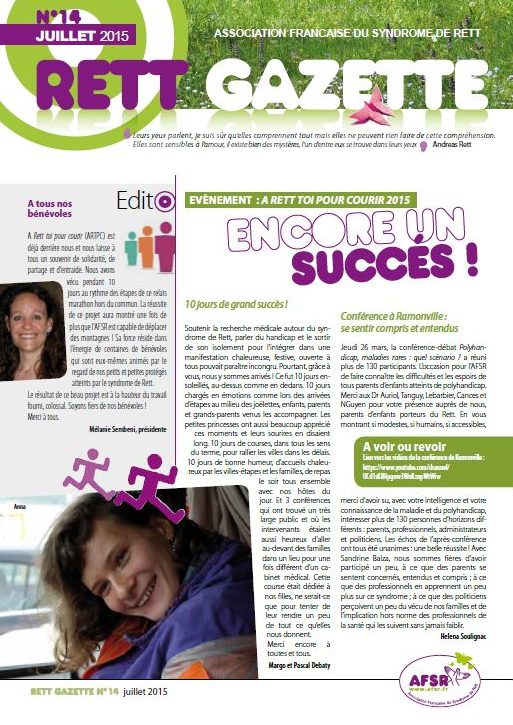 N°14
JUILLET 2015
ASSOCIATION FRANCAISE DU SYNDROME DE RETT
RETT GAZETTE
Leurs yeux parlent, je suis sûr qu'elles comprennent tout mais elles ne peuvent rien faire de cette compréhension.
Elles sont sensibles à l'amour, il existe bien des mystères, l'un d'entre eux se trouve dans leurs yeux Andreas Rett
Edito
A tous nos
bénévoles
A Rett toi pour courir (ARTPC) est
déjà derrière nous et nous laisse à
tous un souvenir de solidarité, de
partage et d'entraide. Nous avons
vécu pendant 10
jours au rythme des étapes de ce relais
marathon hors du commun. La réussite
de ce projet aura montré une fois de
plus que l'AFSR est capable de déplacer
des montagnes ! Sa force réside dans
l'énergie de centaines de bénévoles
qui sont eux-mêmes animés par le
regard de nos petits et petites protégés
atteints par le syndrome de Rett.
Le résultat de ce beau projet est à la hauteur du travail
fourni, colossal. Soyons fiers de nos bénévoles !
Merci à tous.
Mélanie Sembeni, présidente
Anna
EVÈNEMENT : A RETT TOI POUR COURIR 2015
ENCORE UN
SUCCÉS !
10 jours de grand succès !
Soutenir la recherche médicale autour du syn-
drome de Rett, parler du handicap et le sortir
de son isolement pour l'intégrer dans une
manifestation chaleureuse, festive, ouverte à
tous pouvait paraître incongru. Pourtant, grâce à
vous, nous y sommes arrivés ! Ce fut 10 jours en-
soleillés, au-dessus comme en dedans. 10 jours
chargés en émotions comme lors des arrivées
d'étapes au milieu des joëlettes, enfants, parents
et grands-parents venus les accompagner. Les
petites princesses ont aussi beaucoup apprécié
ces moments et leurs sourires en disaient
long. 10 jours de courses, dans tous les sens
du terme, pour rallier les villes dans les délais.
10 jours de bonne humeur, d'accueils chaleu-
reux par les villes-étapes et les familles, de repas
le soir tous ensemble
avec nos hôtes du
jour. Et 3 conférences
qui ont trouvé un très
large public et où les
intervenants étaient
aussi heureux d'aller
au-devant des familles
dans un lieu pour une
fois différent d'un ca-
binet médical. Cette
course était dédiée à
nos filles, ne serait-ce
que pour tenter de
leur rendre un peu
de tout ce qu'elles
nous donnent.
Merci encore à
toutes et tous.
Margo et Pascal Debaty
Conférence à Ramonville :
se sentir compris et entendus
Jeudi 26 mars, la conférence-débat Polyhan-
dicap, maladies rares : quel scénario ? a réuni
plus de 130 participants. L'occasion pour l'AFSR
de faire connaître les difficultés et les espoirs de
tous parents d'enfants atteints de polyhandicap.
Merci aux Dr Auriol, Tanguy, Lebarbier, Cances et
NGuyen pour votre présence auprès de nous,
parents d'enfants porteurs du Rett. En vous
montrant si modestes, si humains, si accessibles,
A voir ou revoir
Lien vers les vidéos de la conférence de Ramonville :
https://www.youtube.com/channel/
merci d'avoir su, avec votre intelligence et votre
connaissance de la maladie et du polyhandicap,
intéresser plus de 130 personnes d'horizons dif-
férents : parents, professionnels, administrateurs
et politiciens. Les échos de l'après-conférence
ont tous été unanimes : une belle réussite ! Avec
Sandrine Balza, nous sommes fières d'avoir
participé un peu, à ce que des parents se
sentent concernés, entendus et compris ; à ce
que des professionnels en apprennent un peu
plus sur ce syndrome ; à ce que des politiciens
perçoivent un peu du vécu de nos familles et de
l'implication hors norme des professionnels de
la santé qui les suivent sans jamais faiblir.
Helena Soulignac
RETT GAZETTE N°14 juillet 2015
AFSR
www.afsr.fr
Association Française du Syndrome de Rett